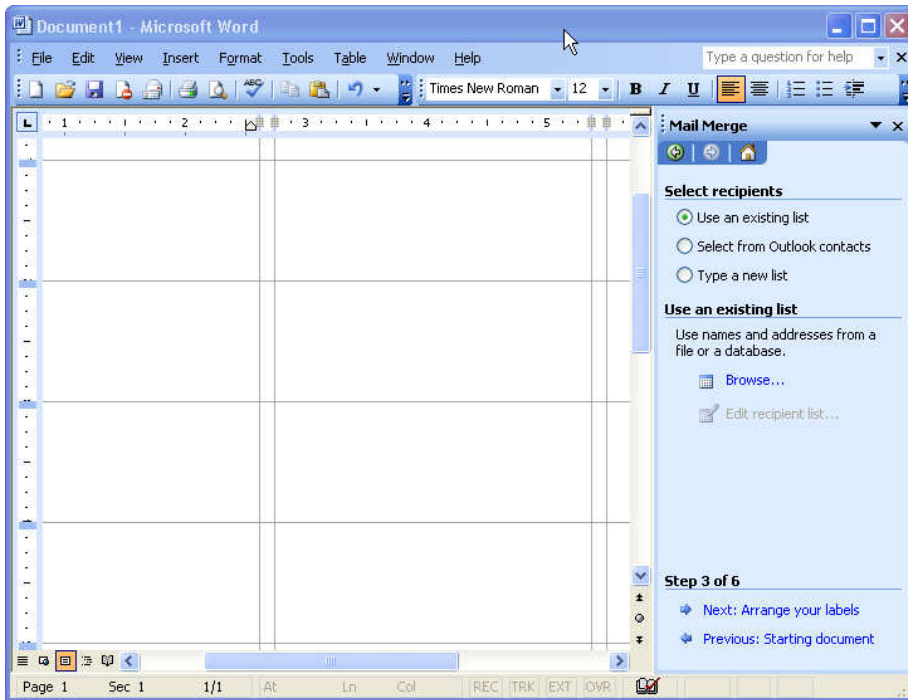 Document1 - Microsoft Word
File Edit View Insert Format Tools Table Window Help Type a question for help
ABC Times New Roman 12 B I U
L 1 2 3 4 5
Mail Merge
Select recipients
Use an existing list
Select from Outlook contacts
Type a new list
Use an existing list
Use names and addresses from a
file or a database.
Browse...
Edit recipient list...
Step 3 of 6
Next: Arrange your labels
Previous: Starting document
Page 1 Sec 1 1/1 At Ln Col REC TRK EXT OVR